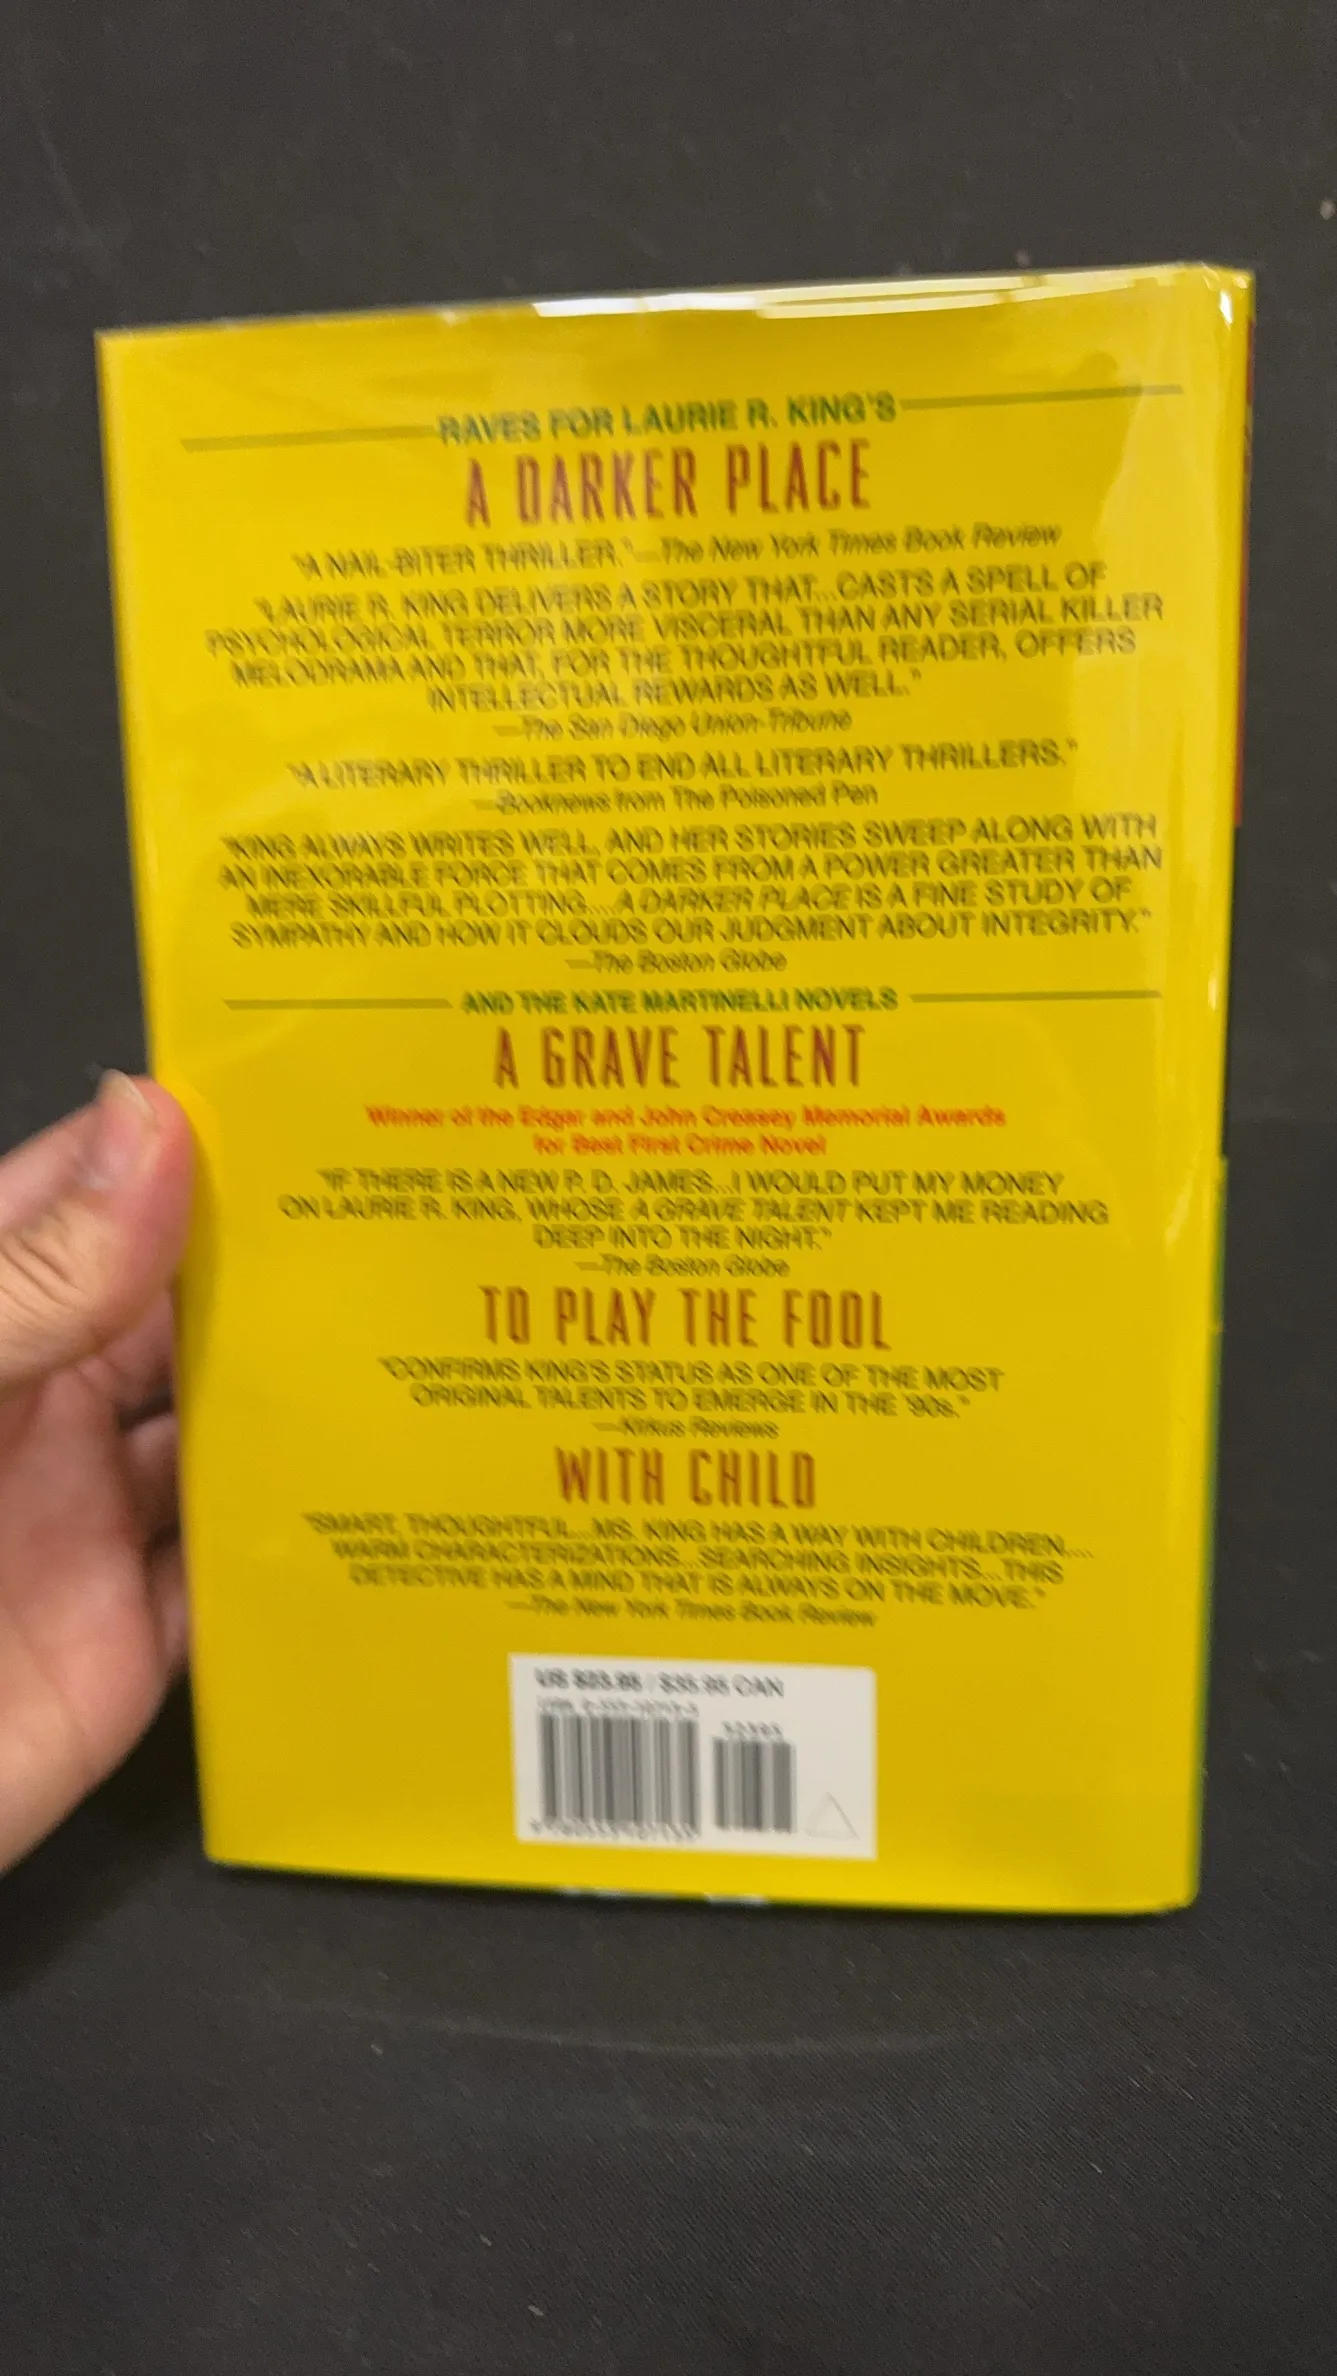 RAVES FOR LAURIE R. KING'S
A DARKER PLACE
"A NAIL-BITER THRILLER."—The New York Times Book Review
"LAURIE R. KING DELIVERS A STORY THAT...CASTS A SPELL OF
PSYCHOLOGICAL TERROR MORE VISCERAL THAN ANY SERIAL KILLER
MELODRAMA AND THAT, FOR THE THOUGHTFUL READER, OFFERS
INTELLECTUAL REWARDS AS WELL."
—The San Diego Union-Tribune
"A LITERARY THRILLER TO END ALL LITERARY THRILLERS."
—Booknews from The Poisoned Pen
"KING ALWAYS WRITES WELL, AND HER STORIES SWEEP ALONG WITH
AN INEXORABLE FORCE THAT COMES FROM A POWER GREATER THAN
MERE SKILLFUL PLOTTING....A DARKER PLACE IS A FINE STUDY OF
SYMPATHY AND HOW IT CLOUDS OUR JUDGMENT ABOUT INTEGRITY."
—The Boston Globe
AND THE KATE MARTINELLI NOVELS
A GRAVE TALENT
Winner of the Edgar and John Creasey Memorial Awards
for Best First Crime Novel
"IF THERE IS A NEW P. D. JAMES...I WOULD PUT MY MONEY
ON LAURIE R. KING, WHOSE A GRAVE TALENT KEPT ME READING
DEEP INTO THE NIGHT."
—The Boston Globe
TO PLAY THE FOOL
"CONFIRMS KING'S STATUS AS ONE OF THE MOST
ORIGINAL TALENTS TO EMERGE IN THE '90s."
—Kirkus Reviews
WITH CHILD
"SMART, THOUGHTFUL...MS. KING HAS A WAY WITH CHILDREN....
WARM CHARACTERIZATIONS...SEARCHING INSIGHTS...THIS
DETECTIVE HAS A MIND THAT IS ALWAYS ON THE MOVE."
—The New York Times Book Review
US $23.95 / $35.95 CAN
ISBN